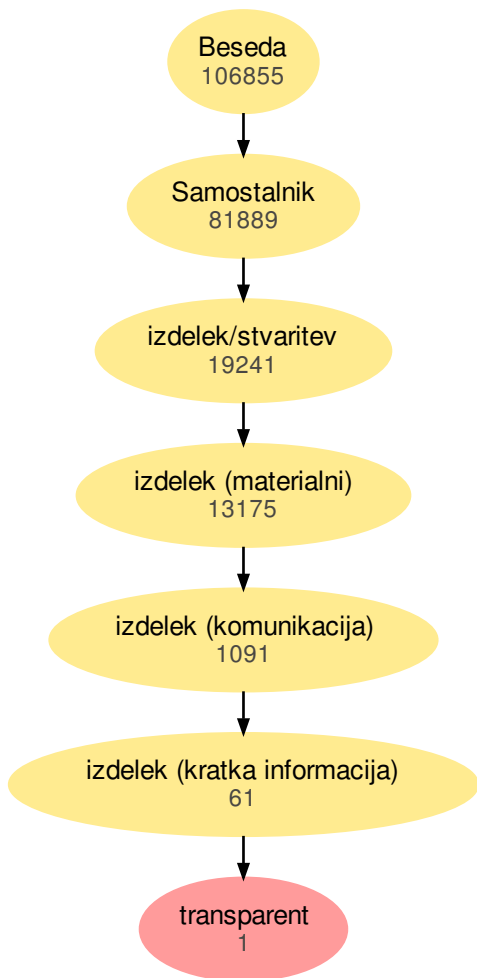 Beseda
106855
Samostalnik
81889
izdelek/stvaritev
19241
izdelek (materialni)
13175
izdelek (komunikacija)
1091
izdelek (kratka informacija)
61
transparent
1